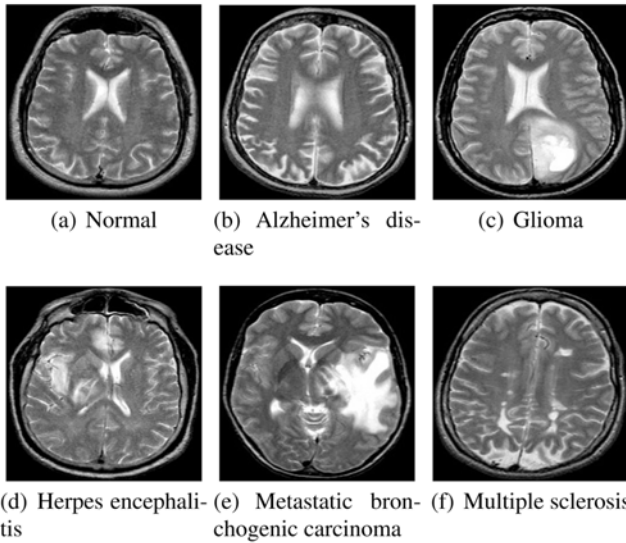 (a) Normal
(b) Alzheimer's dis-
ease
(c) Glioma
(d) Herpes encephali-
tis
(e) Metastatic bron-
chogenic carcinoma
(f) Multiple sclerosis